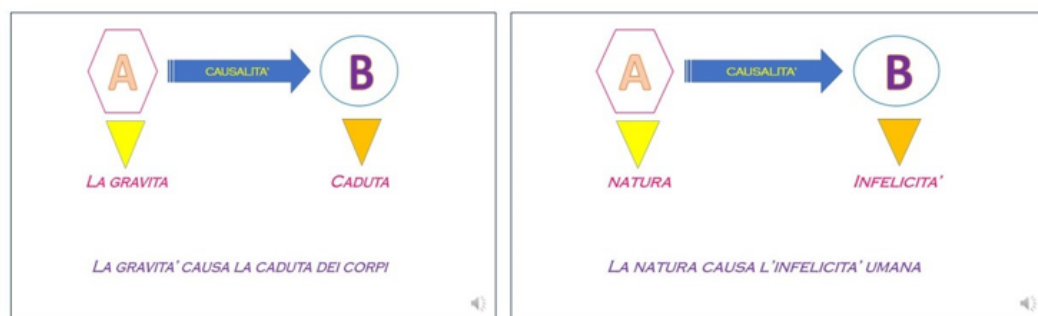 A
CAUSALITA'
B
LA GRAVITA
CADUTA
LA GRAVITA' CAUSA LA CADUTA DEI CORPI
A
CAUSALITA'
B
NATURA
INFELICITA'
LA NATURA CAUSA L'INFELICITA' UMANA